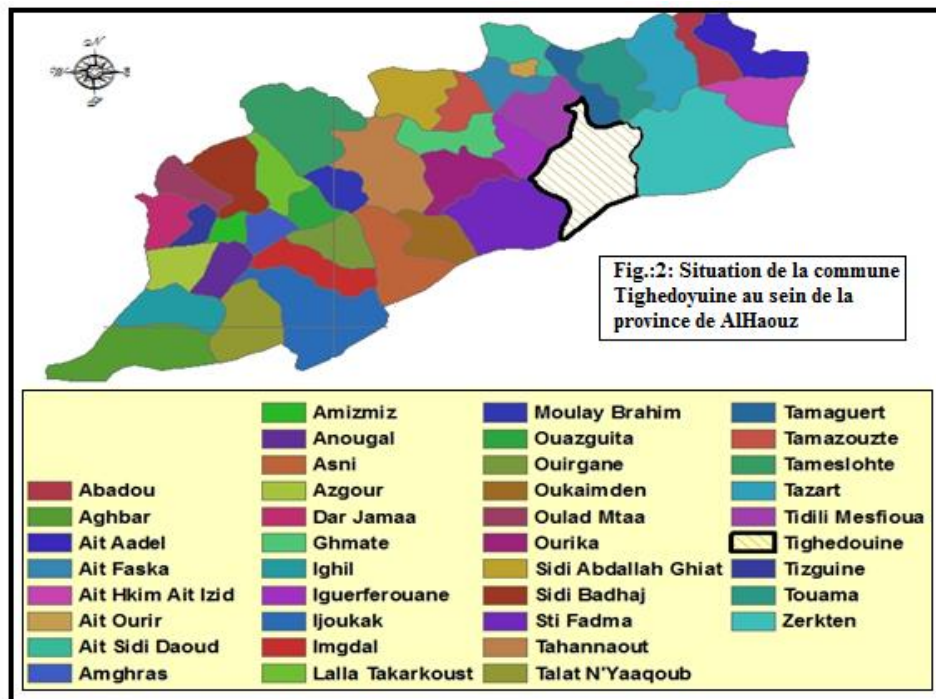 N
W
Fig.:2: Situation de la commune
Tighedoyuine au sein de la
province de AlHaouz
Abadou
Aghbar
Ait Aadel
Ait Faska
Ait Hkim Ait Izid
Ait Ourir
Ait Sidi Daoud
Amghras
Amizmiz
Anougal
Asni
Azgour
Dar Jamaa
Ghmate
Ighil
Iguerferouane
Ijoukak
Imgdal
Lalla Takarkoust
Moulay Brahim
Ouazguita
Ouirgane
Oukaimden
Oulad Mtaa
Ourika
Sidi Abdallah Ghiat
Sidi Badhaj
Sti Fadma
Tahannaout
Talat N'Yaaqoub
Tamaguert
Tamazouzte
Tameslohte
Tazart
Tidili Mesfioua
Tighedouine
Tizguine
Touama
Zerkten